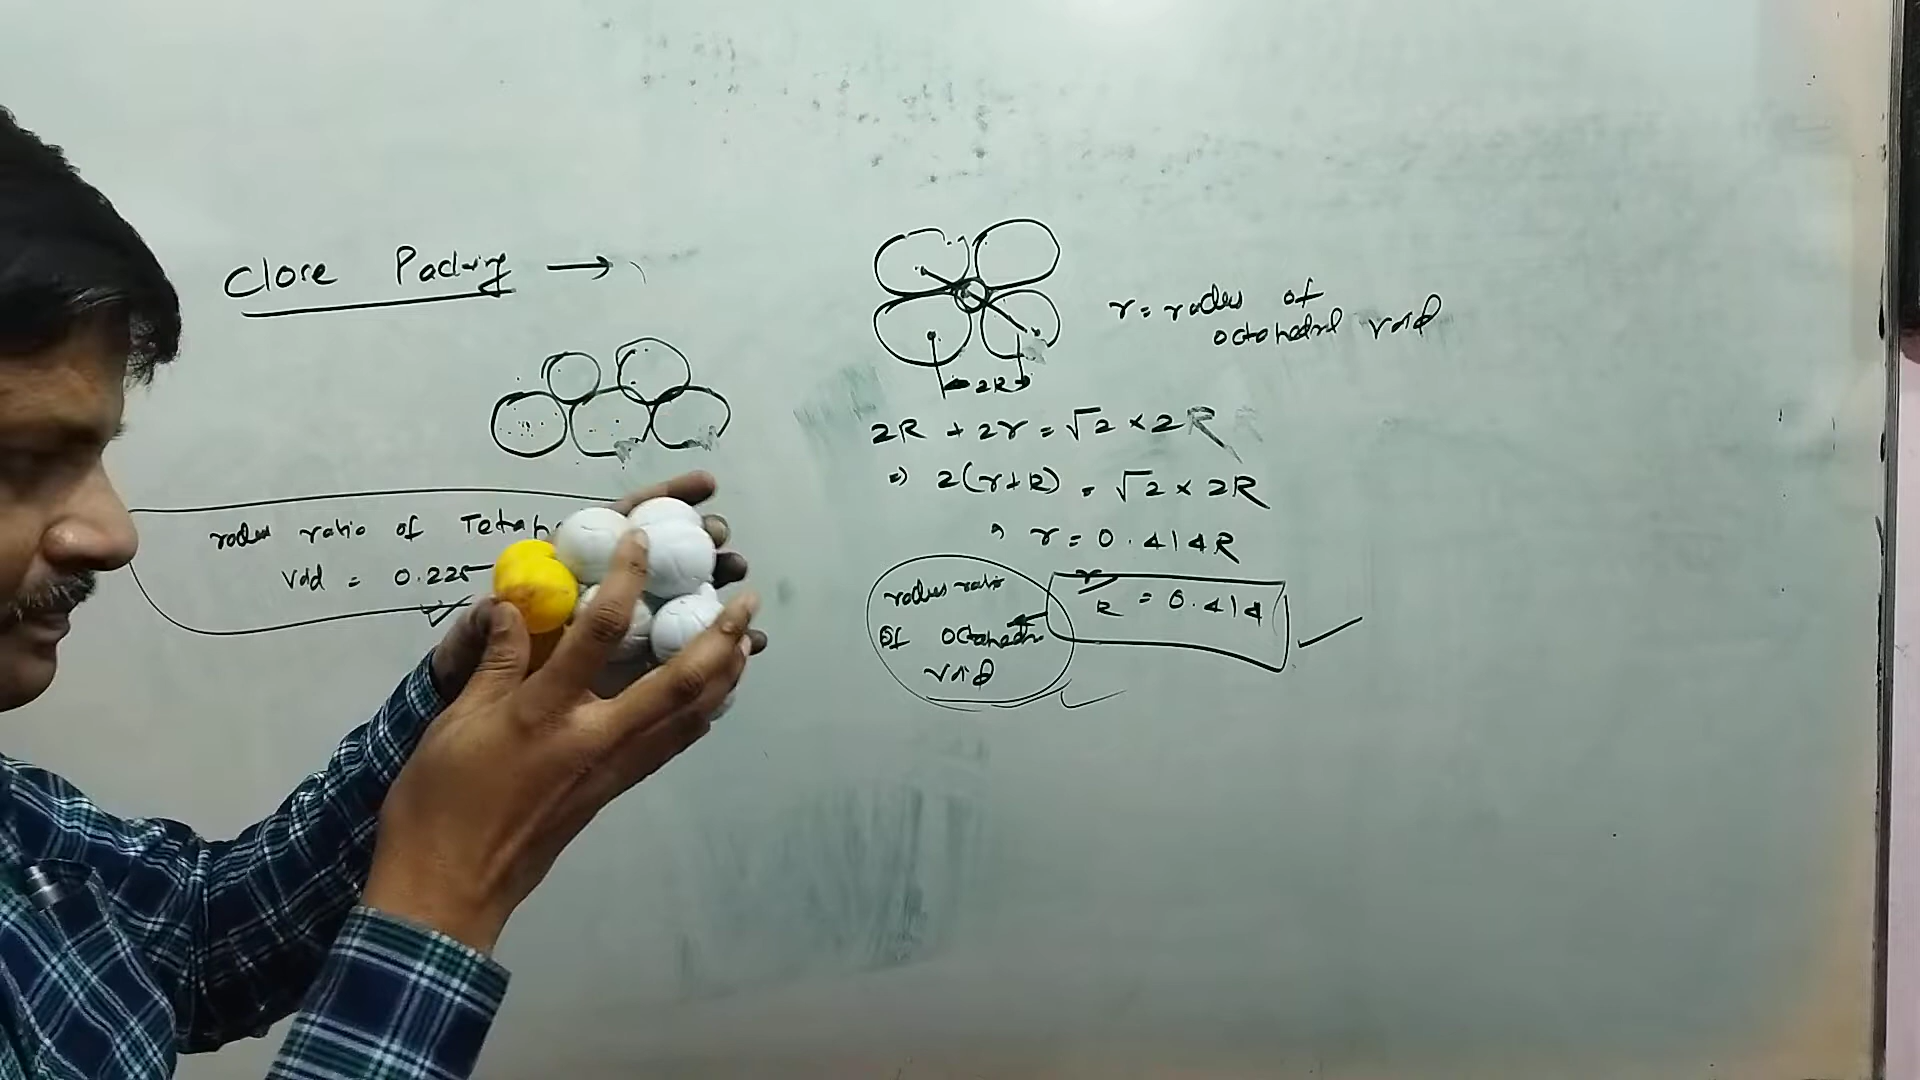 Close Packing →
radius ratio of Tetrah
void = 0.225
2R
r = radius of
octahedral void
2R + 2r = √2 × 2R
⇒ 2(r+R) = √2 × 2R
⇒ r = 0.414R
r/R = 0.414
radius ratio
of octahedr
void